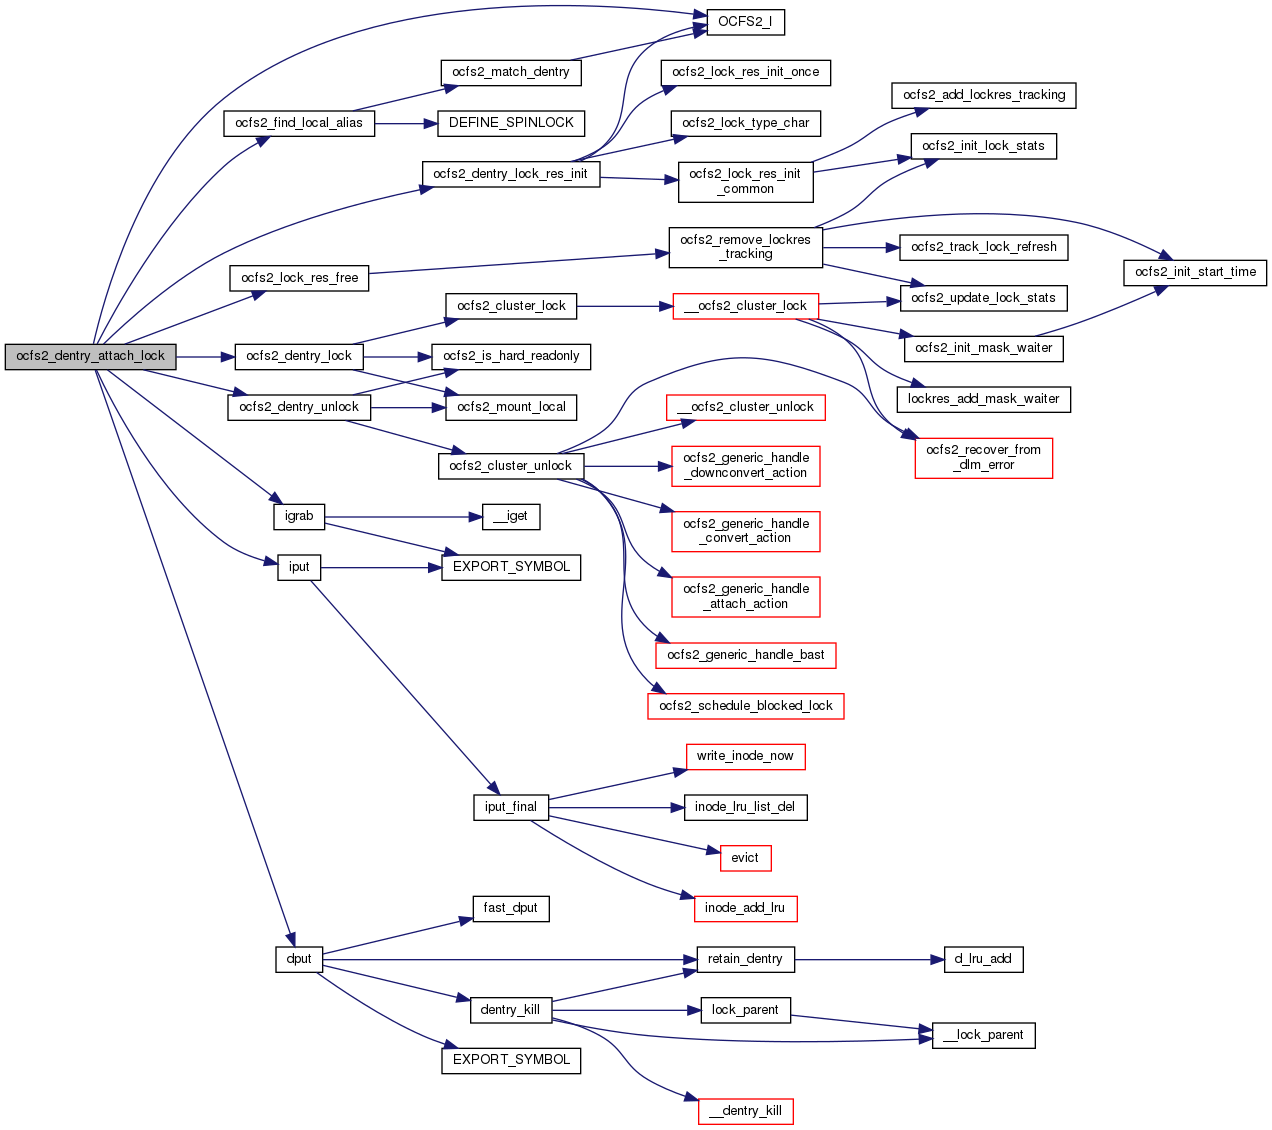 OCFS2_I
ocfs2_match_dentry
ocfs2_lock_res_init_once
ocfs2_add_lockres_tracking
ocfs2_find_local_alias
DEFINE_SPINLOCK
ocfs2_lock_type_char
ocfs2_init_lock_stats
ocfs2_dentry_lock_res_init
ocfs2_lock_res_init
_common
ocfs2_remove_lockres
_tracking
ocfs2_track_lock_refresh
ocfs2_init_start_time
ocfs2_lock_res_free
ocfs2_update_lock_stats
ocfs2_cluster_lock
__ocfs2_cluster_lock
ocfs2_dentry_attach_lock
ocfs2_dentry_lock
ocfs2_is_hard_readonly
ocfs2_init_mask_waiter
ocfs2_dentry_unlock
ocfs2_mount_local
lockres_add_mask_waiter
__ocfs2_cluster_unlock
ocfs2_recover_from
_dlm_error
ocfs2_cluster_unlock
ocfs2_generic_handle
_downconvert_action
igrab
__iget
ocfs2_generic_handle
_convert_action
iput
EXPORT_SYMBOL
ocfs2_generic_handle
_attach_action
ocfs2_generic_handle_bast
ocfs2_schedule_blocked_lock
write_inode_now
iput_final
inode_lru_list_del
evict
fast_dput
inode_add_lru
dput
retain_dentry
d_lru_add
dentry_kill
lock_parent
__lock_parent
EXPORT_SYMBOL
__dentry_kill